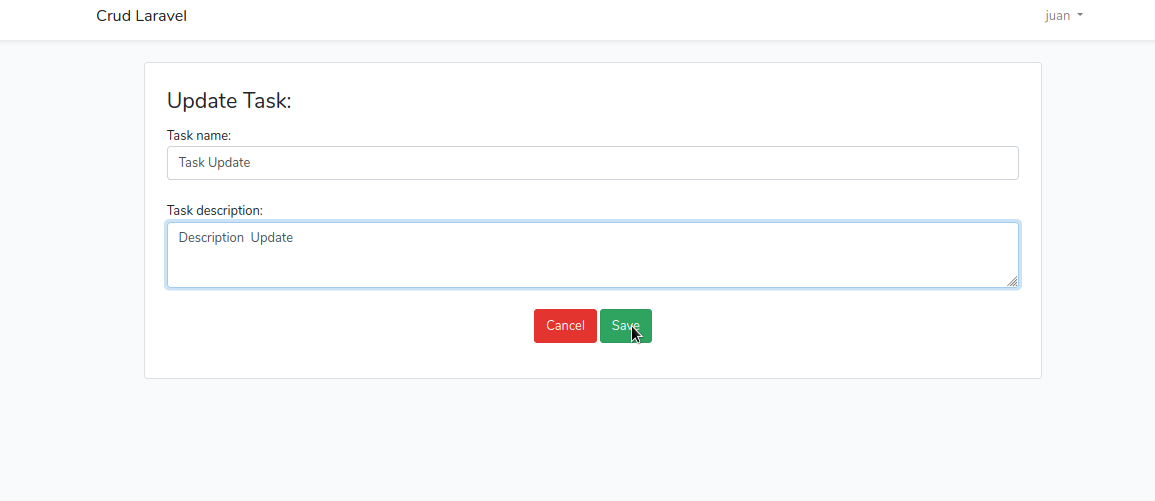 Crud Laravel
juan
Update Task:
Task name:
Task Update
Task description:
Description  Update
Cancel
Save